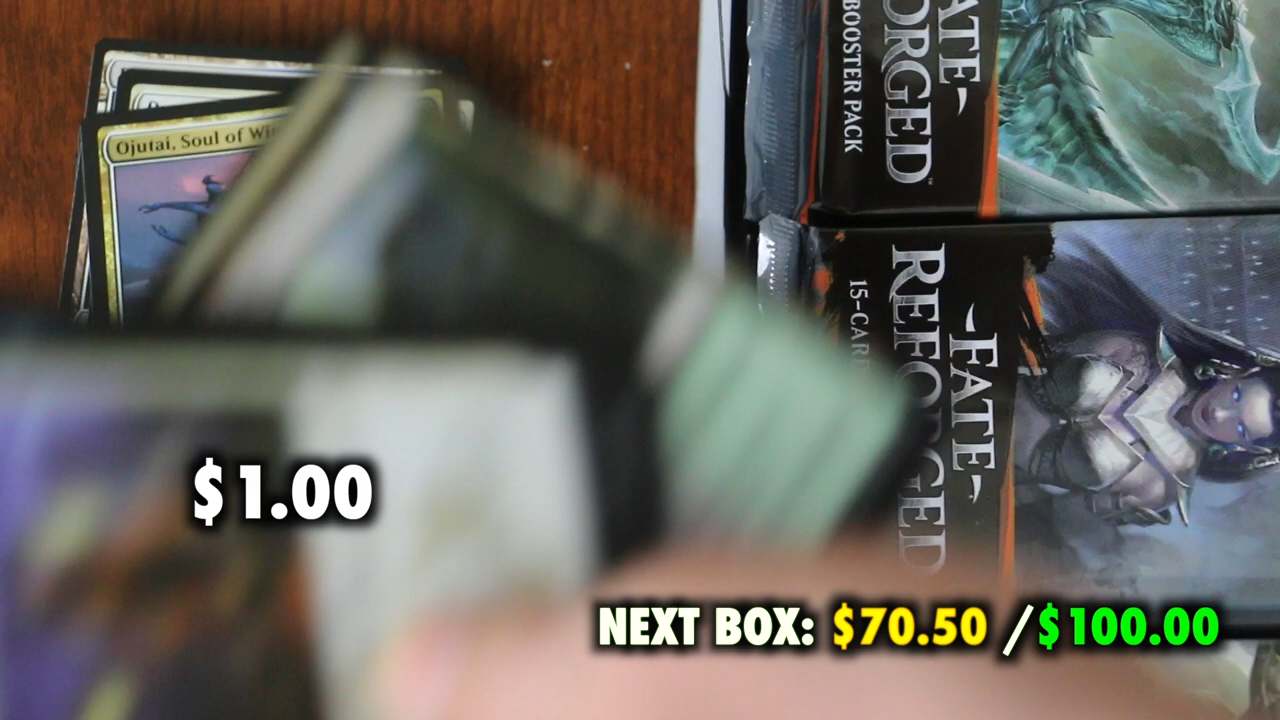 Ojutai, Soul of Wi
FATE
REFORGED
BOOSTER PACK
FATE
REFORGED
15-CAR
$1.00
NEXT BOX: $70.50 / $100.00